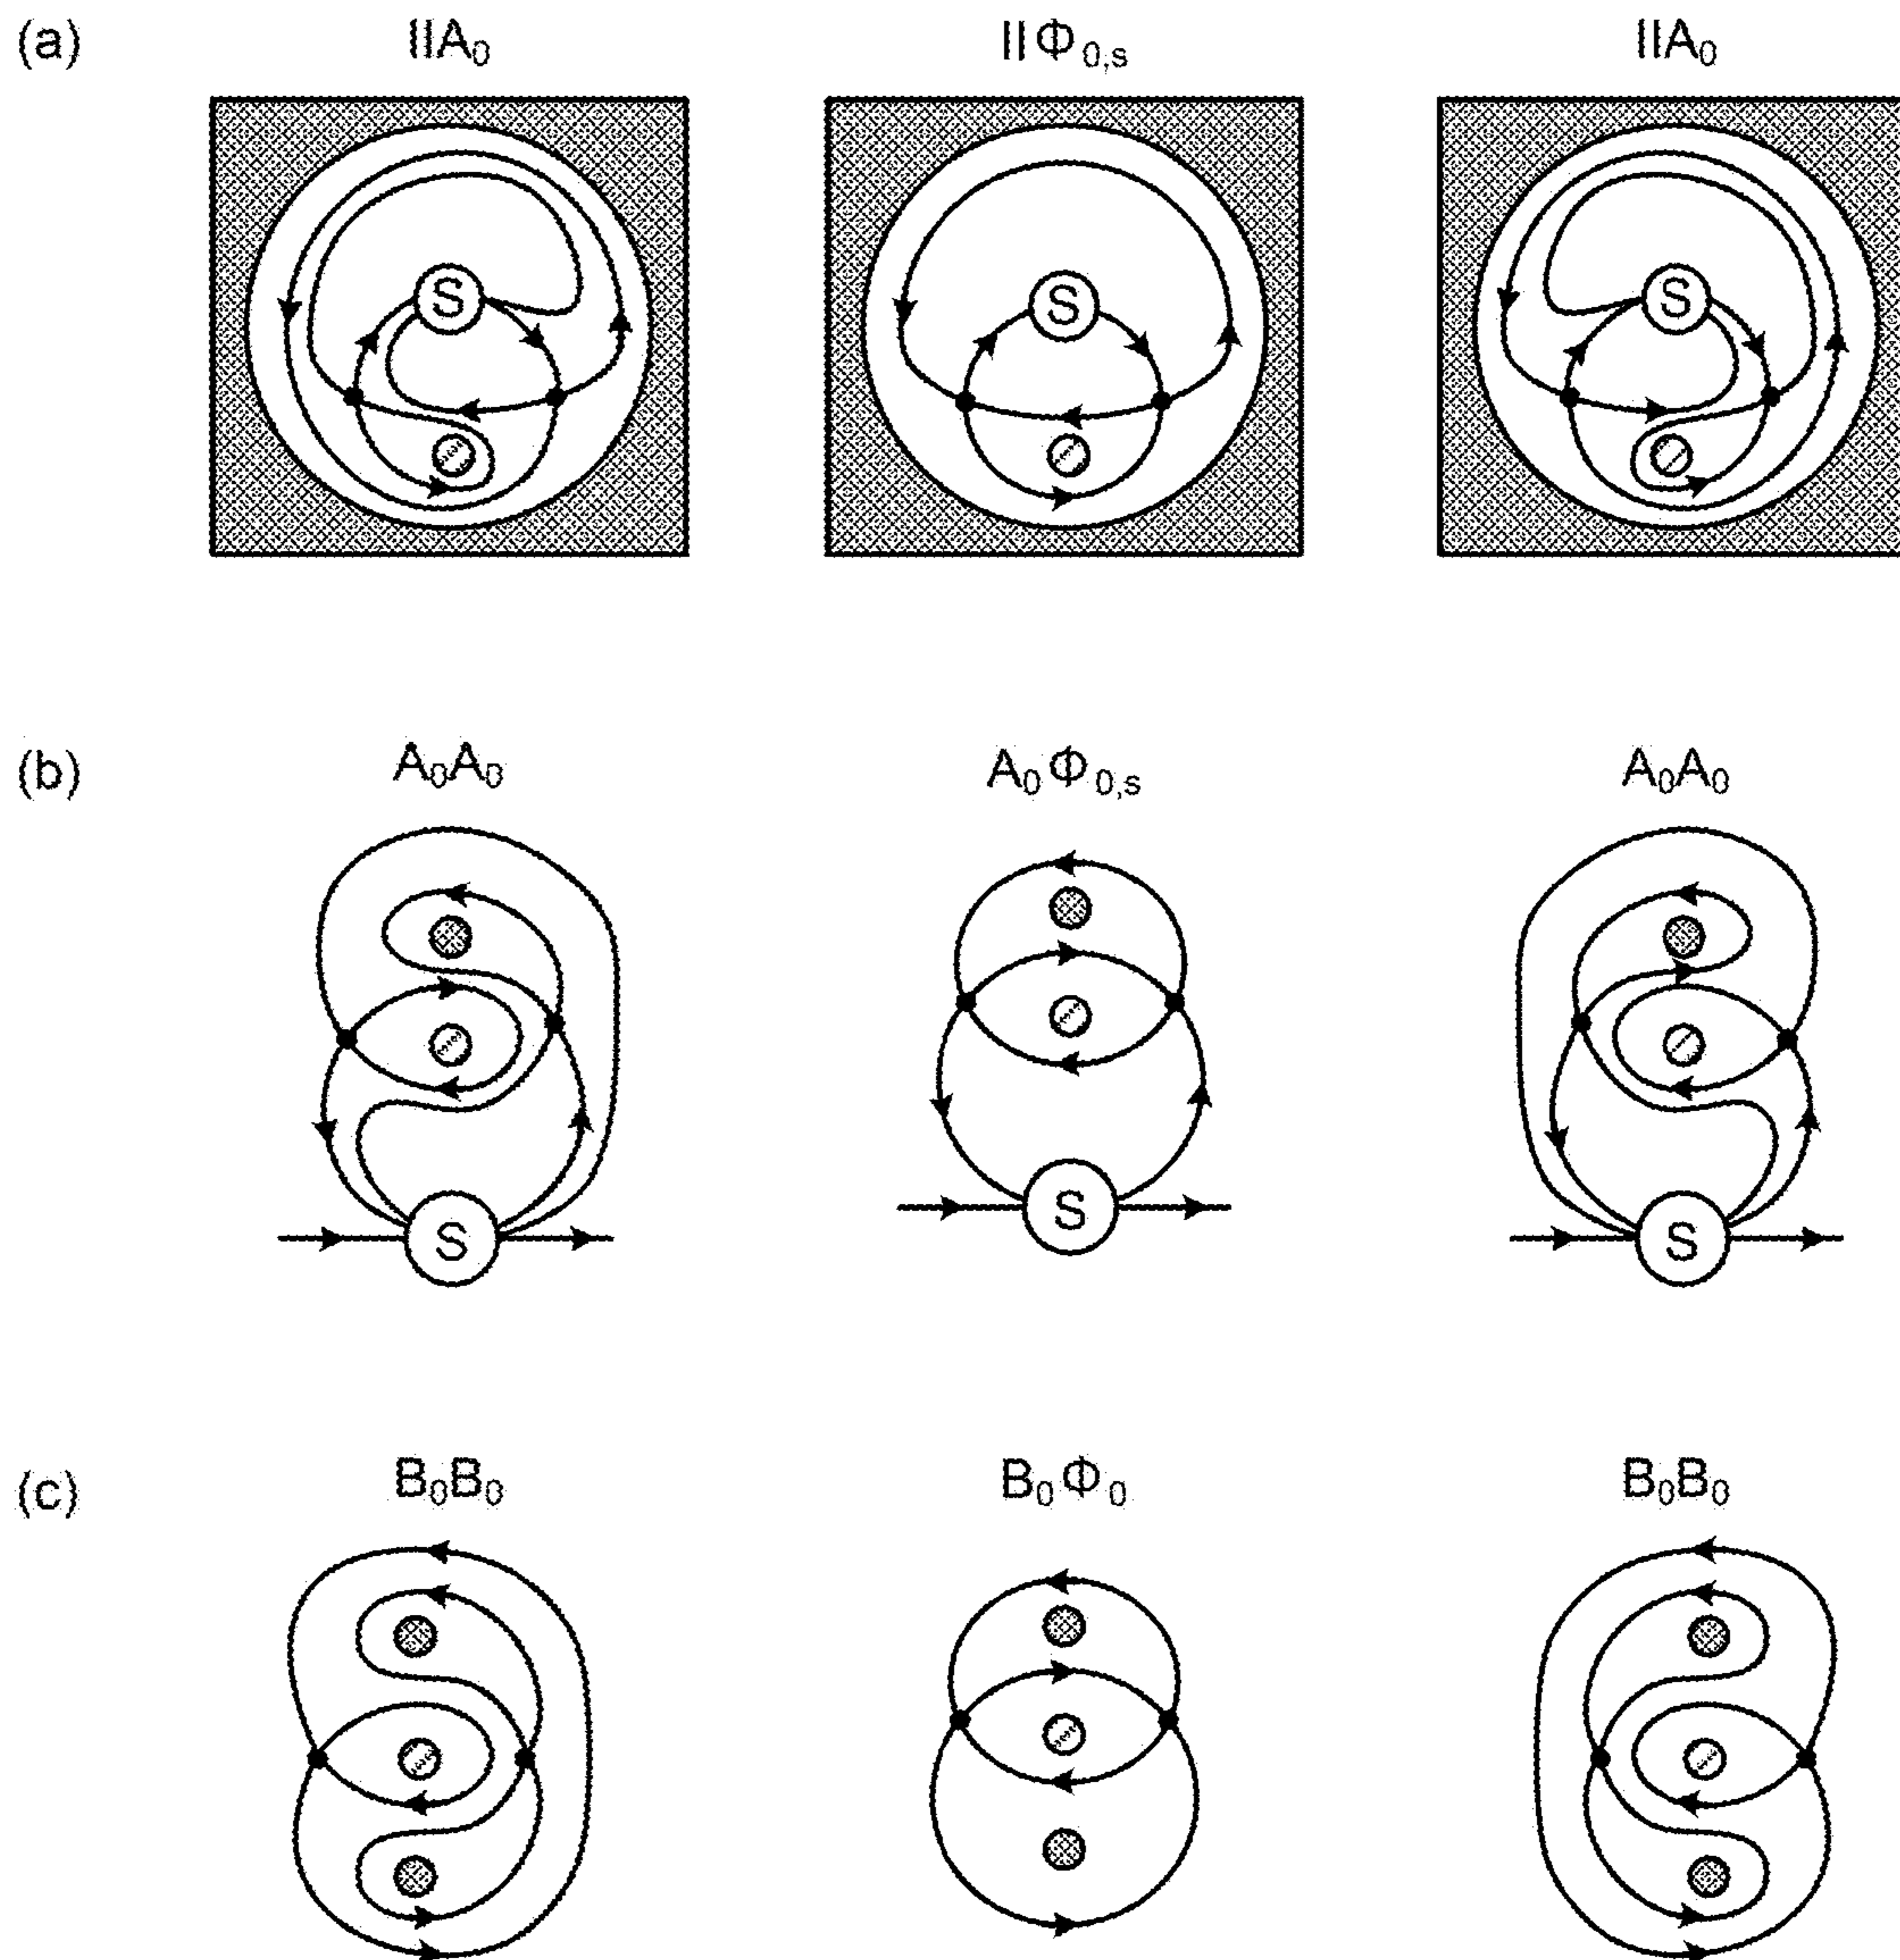 (a) IIA₀ IIΦ₀,ₛ IIA₀
S S S
(b) A₀A₀ A₀Φ₀,ₛ A₀A₀
S S S
(c) B₀B₀ B₀Φ₀ B₀B₀